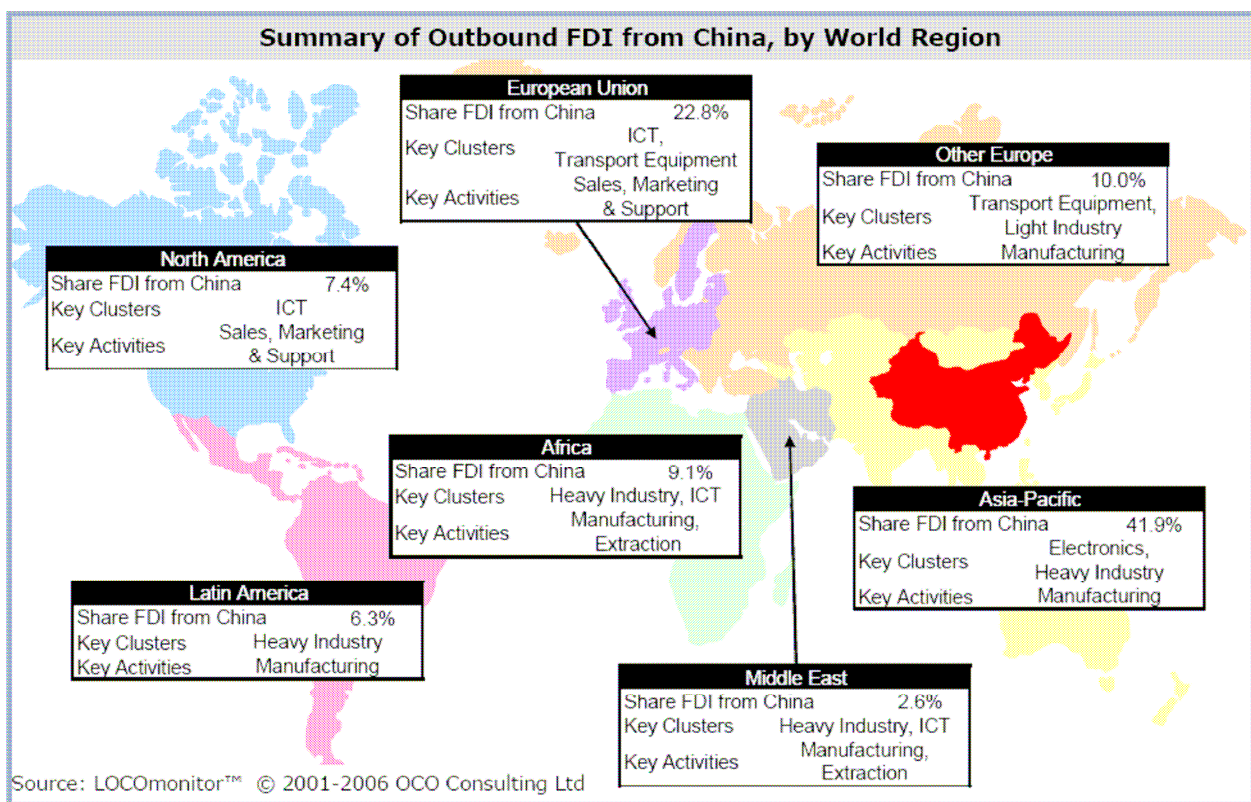 Summary of Outbound FDI from China, by World Region
European Union
Share FDI from China 22.8%
Key Clusters ICT,
Transport Equipment
Key Activities Sales, Marketing
& Support
Other Europe
Share FDI from China 10.0%
Key Clusters Transport Equipment,
Light Industry
Key Activities Manufacturing
North America
Share FDI from China 7.4%
Key Clusters ICT
Key Activities Sales, Marketing
& Support
Africa
Share FDI from China 9.1%
Key Clusters Heavy Industry, ICT
Key Activities Manufacturing,
Extraction
Asia-Pacific
Share FDI from China 41.9%
Key Clusters Electronics,
Heavy Industry
Key Activities Manufacturing
Latin America
Share FDI from China 6.3%
Key Clusters Heavy Industry
Key Activities Manufacturing
Middle East
Share FDI from China 2.6%
Key Clusters Heavy Industry, ICT
Key Activities Manufacturing,
Extraction
Source: LOCOmonitor™ © 2001-2006 OCO Consulting Ltd